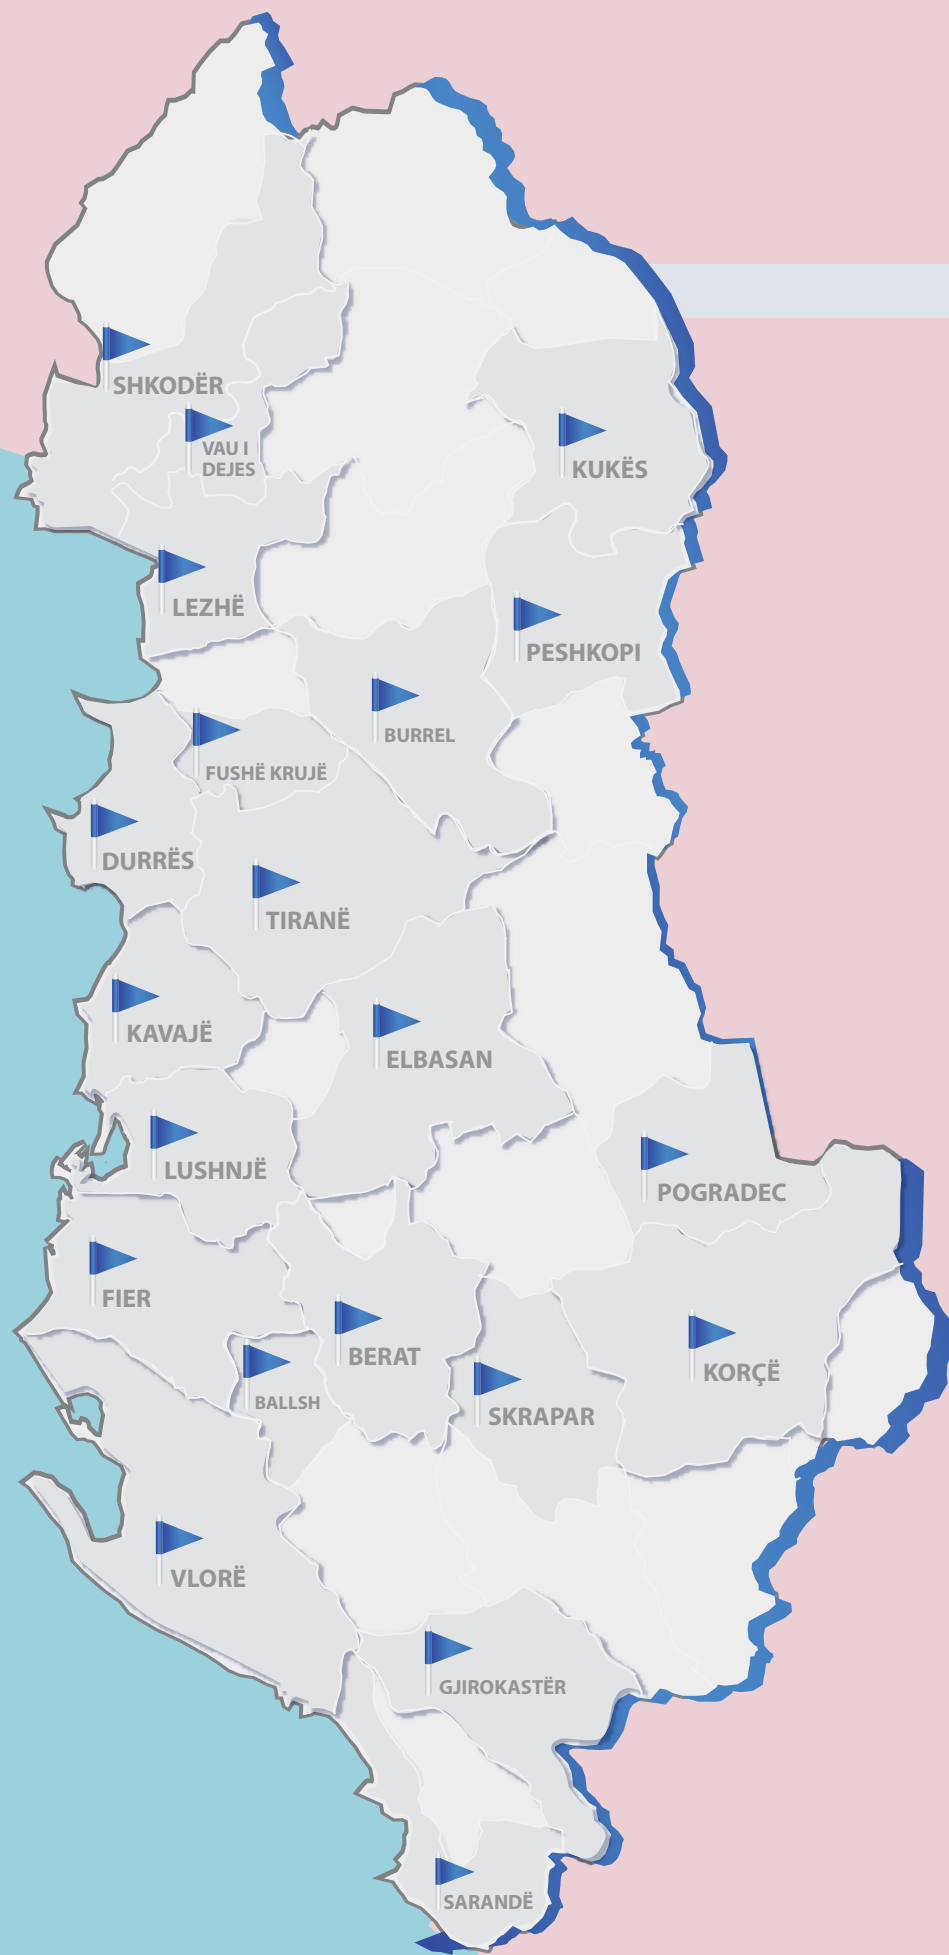 SHKODËR
VAU I
DEJES
KUKËS
LEZHË
PESHKOPI
BURREL
FUSHË KRUJË
DURRËS
TIRANË
KAVAJË
ELBASAN
LUSHNJË
POGRADEC
FIER
BERAT
KORÇË
BALLSH
SKRAPAR
VLORË
GJIROKASTËR
SARANDË